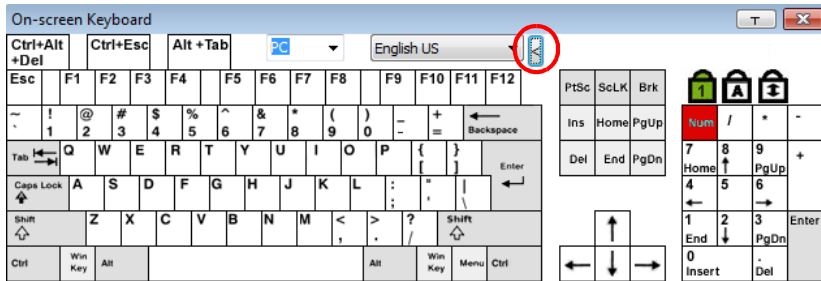 On-screen Keyboard
Ctrl+Alt
+Del
Ctrl+Esc
Alt +Tab
PC
English US
<
Esc F1 F2 F3 F4 F5 F6 F7 F8 F9 F10 F11 F12
~ ! @ # $ % ^ & * ( ) _ +
` 1 2 3 4 5 6 7 8 9 0 - = Backspace
Tab Q W E R T Y U I O P { }
[ ] Enter
Caps Lock A S D F G H J K L : " |
; ' \
Shift Z X C V B N M < > ? Shift
, . /
Ctrl Win Key Alt Alt Win Key Menu Ctrl
PtSc ScLK Brk
Ins Home PgUp
Del End PgDn
↑
← ↓ →
1 A
Num / * -
7 8 9 +
Home ↑ PgUp
4 5 6
← →
1 2 3 Enter
End ↓ PgDn
0 .
Insert Del